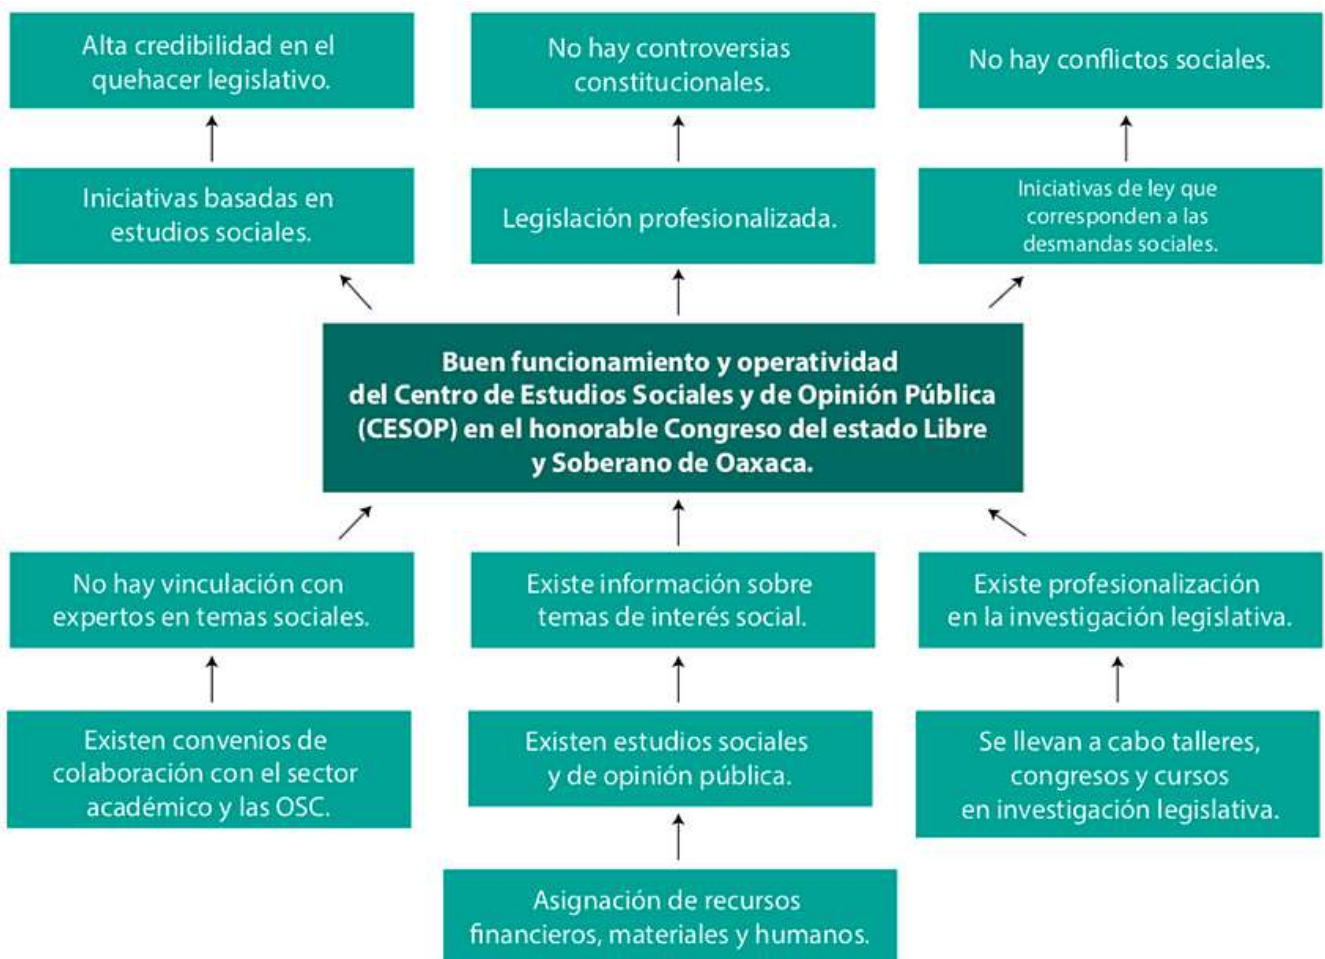 Alta credibilidad en el
quehacer legislativo.
No hay controversias
constitucionales.
No hay conflictos sociales.
Iniciativas basadas en
estudios sociales.
Legislación profesionalizada.
Iniciativas de ley que
corresponden a las
desmandas sociales.
Buen funcionamiento y operatividad
del Centro de Estudios Sociales y de Opinión Pública
(CESOP) en el honorable Congreso del estado Libre
y Soberano de Oaxaca.
No hay vinculación con
expertos en temas sociales.
Existe información sobre
temas de interés social.
Existe profesionalización
en la investigación legislativa.
Existen convenios de
colaboración con el sector
académico y las OSC.
Existen estudios sociales
y de opinión pública.
Se llevan a cabo talleres,
congresos y cursos
en investigación legislativa.
Asignación de recursos
financieros, materiales y humanos.